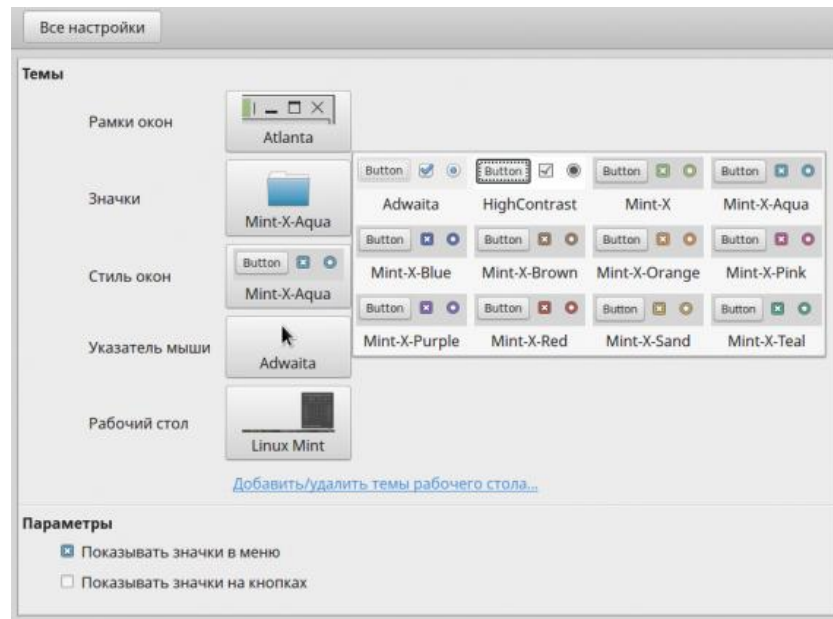 Все настройки
Темы
Рамки окон
Atlanta
Значки
Mint-X-Aqua
Стиль окон
Button
Mint-X-Aqua
Указатель мыши
Adwaita
Рабочий стол
Linux Mint
Button Button Button Button
Adwaita HighContrast Mint-X Mint-X-Aqua
Button Button Button Button
Mint-X-Blue Mint-X-Brown Mint-X-Orange Mint-X-Pink
Button Button Button Button
Mint-X-Purple Mint-X-Red Mint-X-Sand Mint-X-Teal
Добавить/удалить темы рабочего стола...
Параметры
Показывать значки в меню
Показывать значки на кнопках